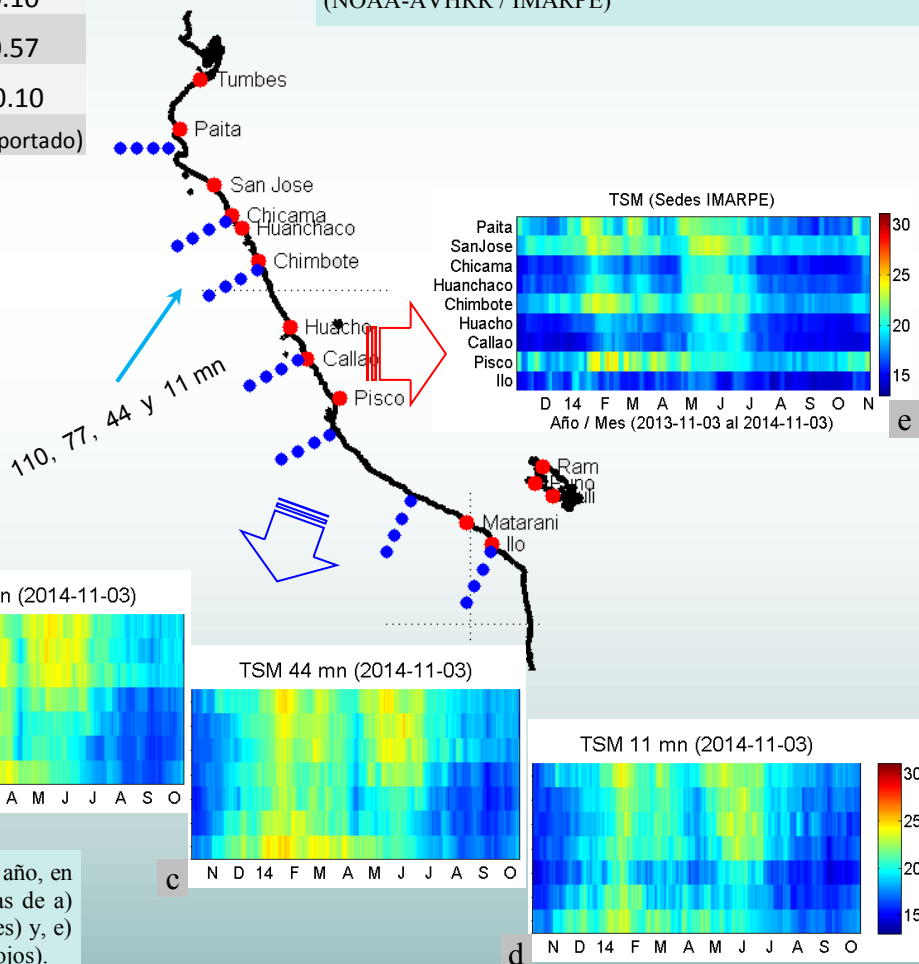 (NOAA-AVHRR / IMARPE)
0.57
0.10
portado)
Tumbes
Paita
San Jose
Chicama
Huanchaco
Chimbote
Huacho
Callao
Pisco
Matarani
Ilo
Ram
110, 77, 44 y 11 mn
TSM (Sedes IMARPE)
Paita
SanJose
Chicama
Huanchaco
Chimbote
Huacho
Callao
Pisco
Ilo
30
25
20
15
D 14 F M A M J J A S O N
Año / Mes (2013-11-03 al 2014-11-03)
e
n (2014-11-03)
A M J J A S O
TSM 44 mn (2014-11-03)
N D 14 F M A M J J A S O
c
TSM 11 mn (2014-11-03)
30
25
20
15
N D 14 F M A M J J A S O
d
año, en
as de a)
es) y, e)
ojos).